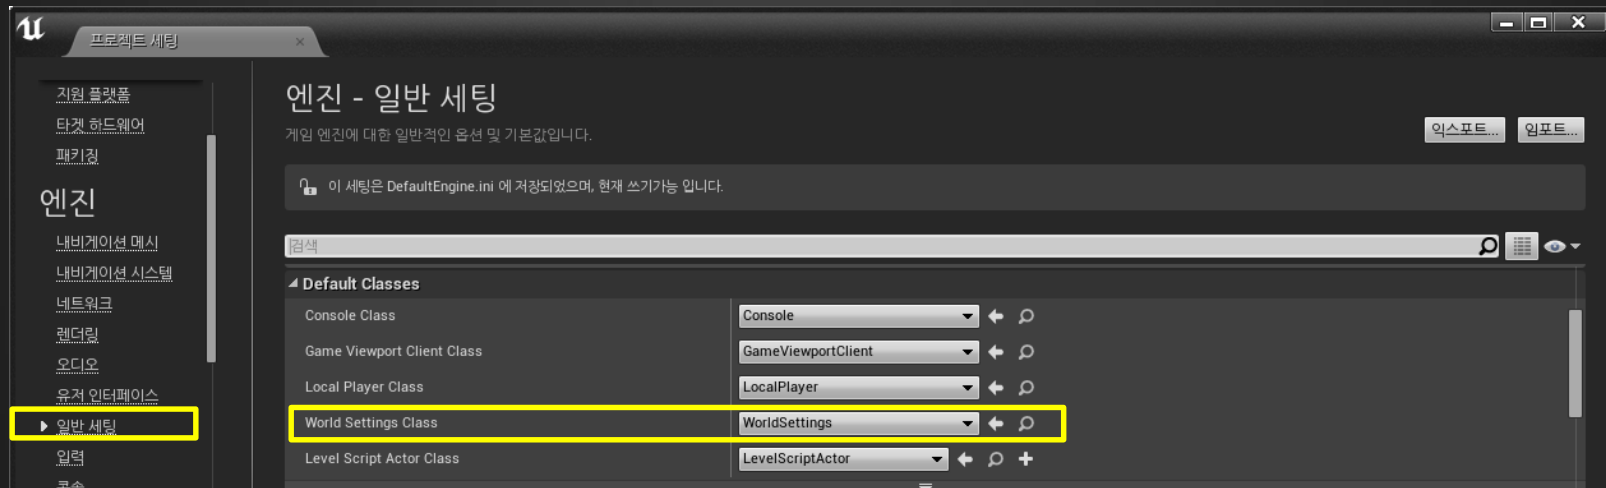 프로젝트 세팅
지원 플랫폼
타겟 하드웨어
패키징
엔진
내비게이션 메시
내비게이션 시스템
네트워크
렌더링
오디오
유저 인터페이스
일반 세팅
입력
콘솔
엔진 - 일반 세팅
게임 엔진에 대한 일반적인 옵션 및 기본값입니다.
익스포트... 임포트...
이 세팅은 DefaultEngine.ini 에 저장되었으며, 현재 쓰기가능 입니다.
검색
Default Classes
Console Class Console
Game Viewport Client Class GameViewportClient
Local Player Class LocalPlayer
World Settings Class WorldSettings
Level Script Actor Class LevelScriptActor